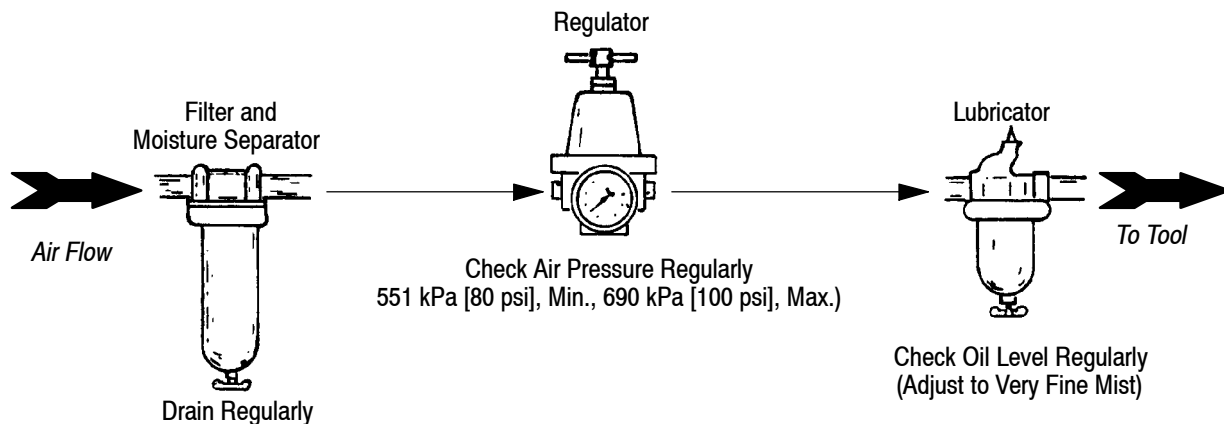 Regulator
Filter and
Moisture Separator
Lubricator
Air Flow
To Tool
Check Air Pressure Regularly
551 kPa [80 psi], Min., 690 kPa [100 psi], Max.)
Check Oil Level Regularly
(Adjust to Very Fine Mist)
Drain Regularly